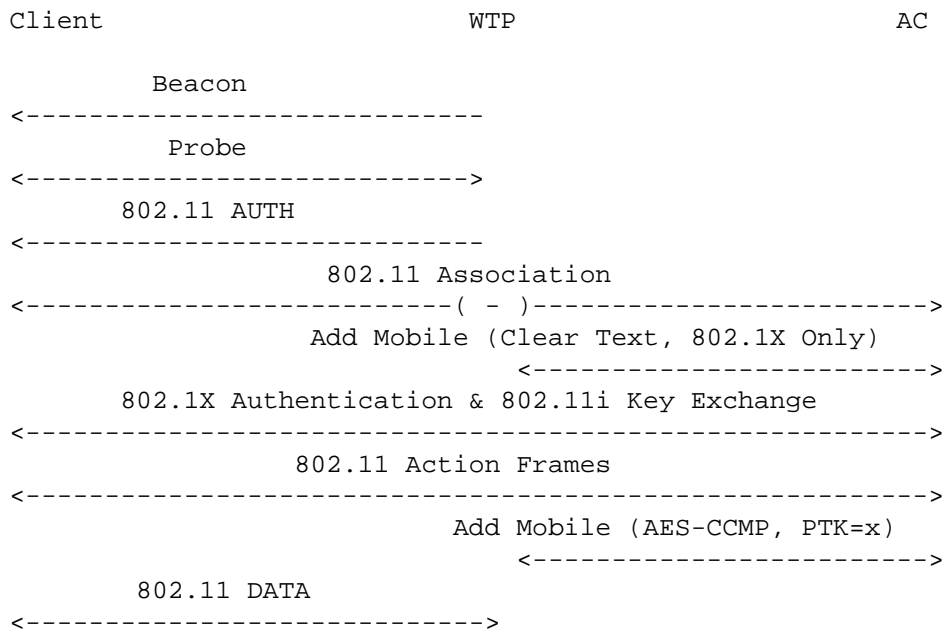 Client                         WTP                         AC

         Beacon
<-----------------------------
          Probe
<---------------------------->
       802.11 AUTH
<-----------------------------
                    802.11 Association
<---------------------------( - )------------------------->
                   Add Mobile (Clear Text, 802.1X Only)
                                <------------------------->
       802.1X Authentication & 802.11i Key Exchange
<--------------------------------------------------------->
                  802.11 Action Frames
<--------------------------------------------------------->
                            Add Mobile (AES-CCMP, PTK=x)
                                <------------------------->
        802.11 DATA
<----------------------------->